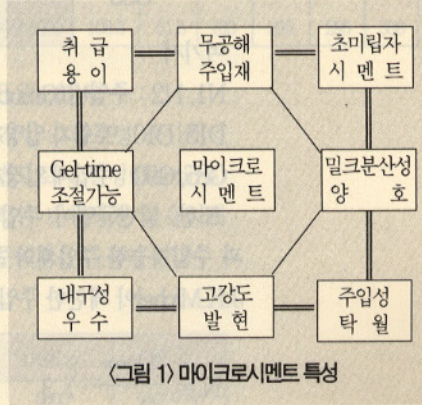 취 급
용 이
무공해
주입재
초미립자
시 멘 트
Gel-time
조절기능
마이크로
시 멘 트
밀크분산성
양 호
내구성
우 수
고강도
발 현
주입성
탁 월
〈그림 1〉 마이크로시멘트 특성